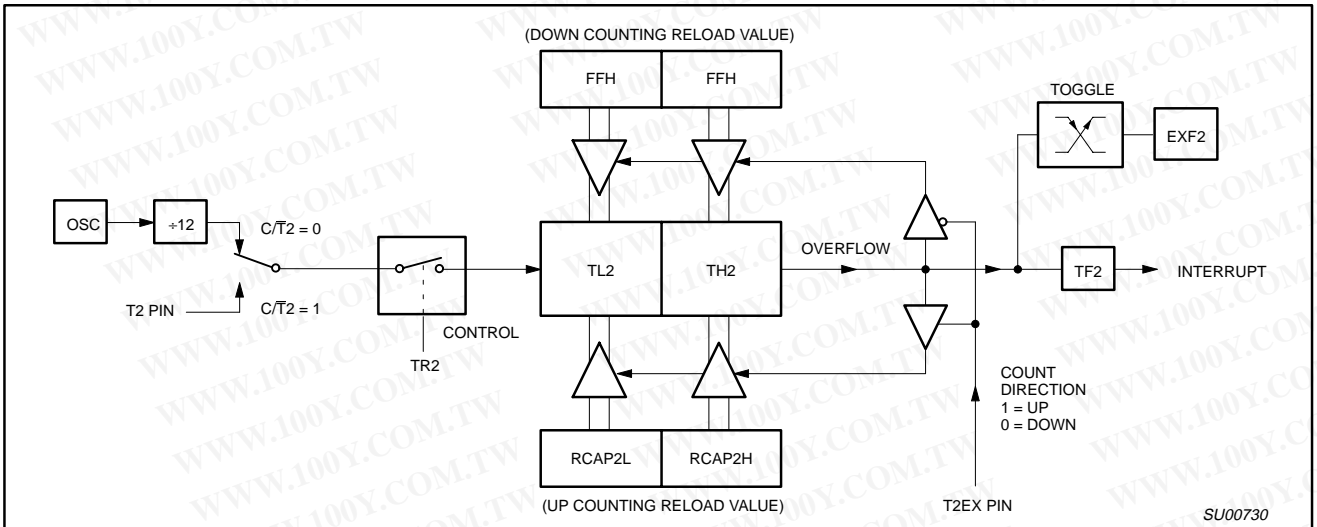 (DOWN COUNTING RELOAD VALUE)
FFH FFH
TOGGLE
EXF2
OSC
÷12
C/T̅2 = 0
T2 PIN
C/T̅2 = 1
CONTROL
TR2
TL2 TH2
OVERFLOW
TF2
INTERRUPT
COUNT
DIRECTION
1 = UP
0 = DOWN
RCAP2L RCAP2H
(UP COUNTING RELOAD VALUE)
T2EX PIN
SU00730
WWW.100Y.COM.TW